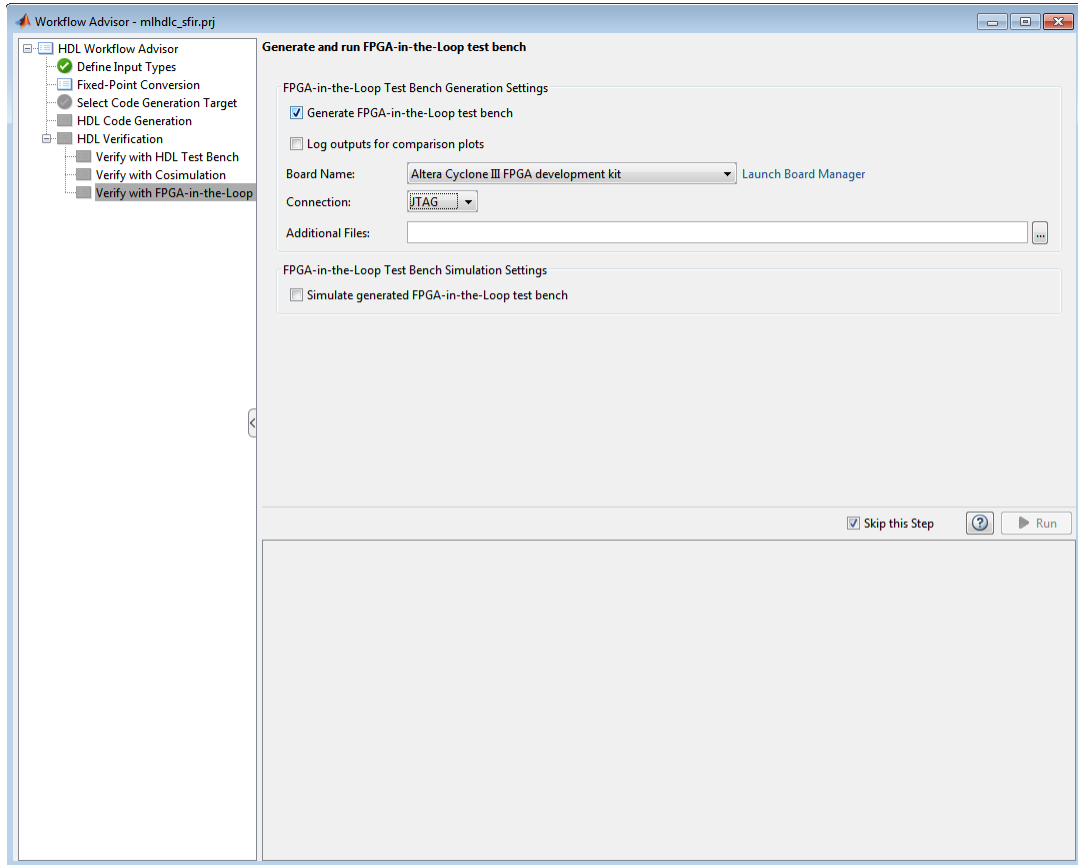 Workflow Advisor - mlhdlc_sfir.prj
HDL Workflow Advisor
Define Input Types
Fixed-Point Conversion
Select Code Generation Target
HDL Code Generation
HDL Verification
Verify with HDL Test Bench
Verify with Cosimulation
Verify with FPGA-in-the-Loop
Generate and run FPGA-in-the-Loop test bench
FPGA-in-the-Loop Test Bench Generation Settings
Generate FPGA-in-the-Loop test bench
Log outputs for comparison plots
Board Name: Altera Cyclone III FPGA development kit Launch Board Manager
Connection: JTAG
Additional Files: ...
FPGA-in-the-Loop Test Bench Simulation Settings
Simulate generated FPGA-in-the-Loop test bench
Skip this Step ? Run